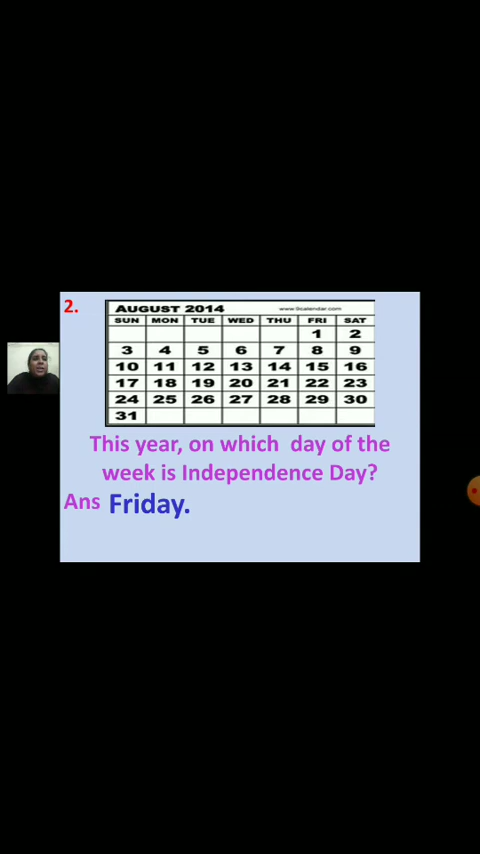 2.
AUGUST 2014 www.9calendar.com
SUN MON TUE WED THU FRI SAT
1 2
3 4 5 6 7 8 9
10 11 12 13 14 15 16
17 18 19 20 21 22 23
24 25 26 27 28 29 30
31
This year, on which day of the
week is Independence Day?
Ans Friday.